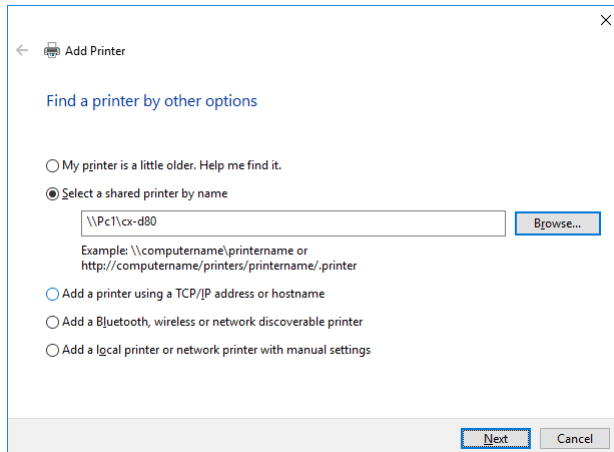 Add Printer
Find a printer by other options
My printer is a little older. Help me find it.
Select a shared printer by name
\\Pc1\cx-d80
Browse...
Example: \\computername\printername or
http://computername/printers/printername/.printer
Add a printer using a TCP/IP address or hostname
Add a Bluetooth, wireless or network discoverable printer
Add a local printer or network printer with manual settings
Next
Cancel